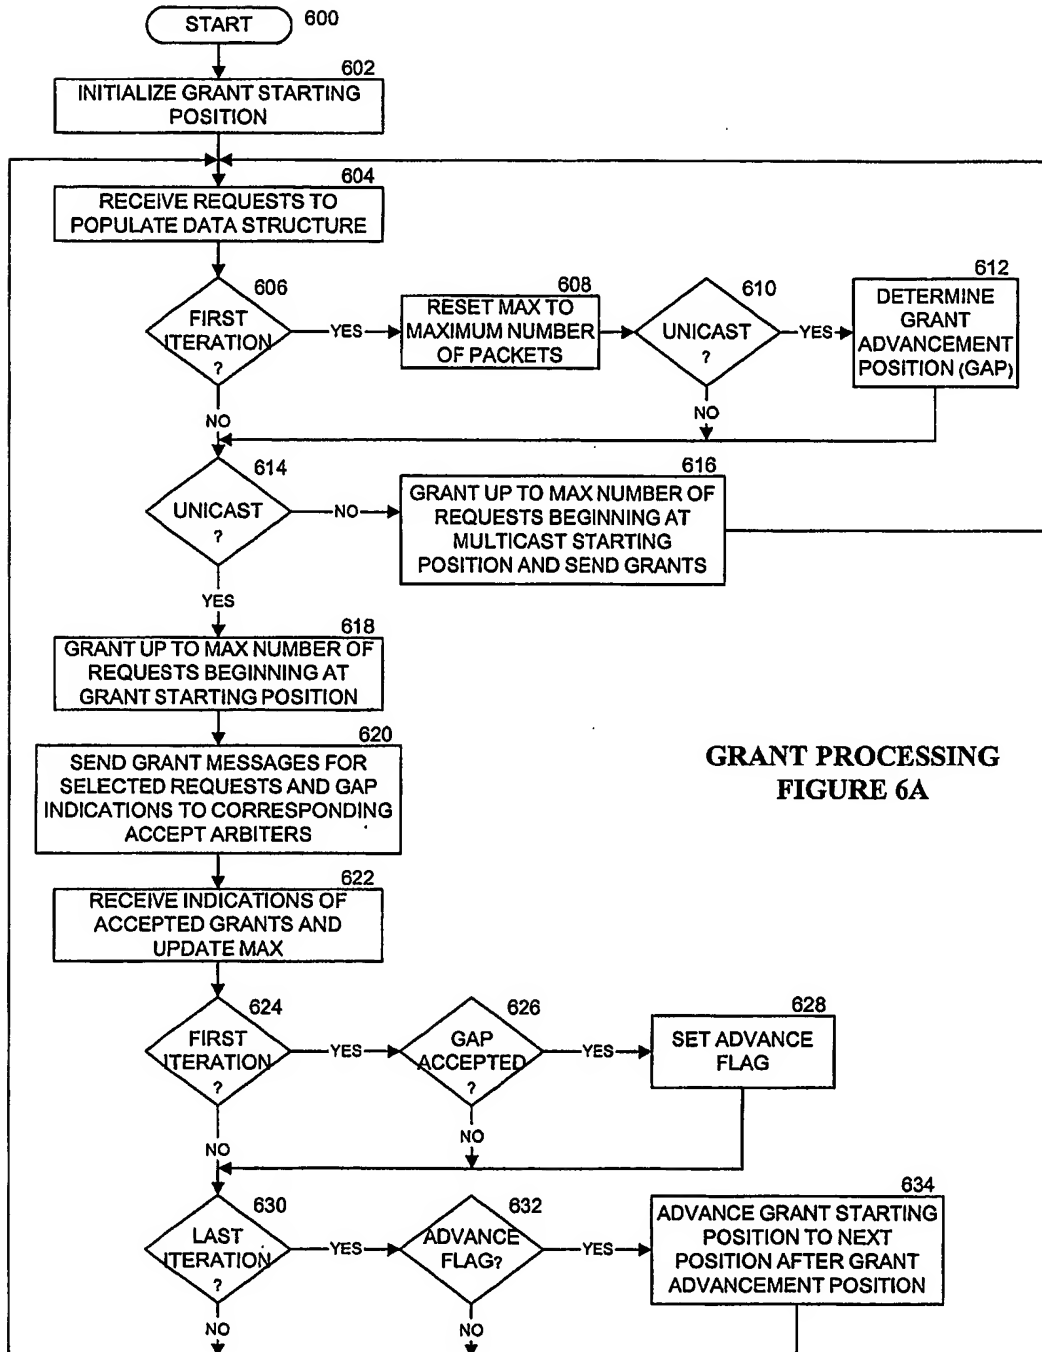 START
600
602
INITIALIZE GRANT STARTING
POSITION
604
RECEIVE REQUESTS TO
POPULATE DATA STRUCTURE
606
FIRST
ITERATION
?
YES
NO
608
RESET MAX TO
MAXIMUM NUMBER
OF PACKETS
610
UNICAST
?
YES
NO
612
DETERMINE
GRANT
ADVANCEMENT
POSITION (GAP)
614
UNICAST
?
NO
YES
616
GRANT UP TO MAX NUMBER OF
REQUESTS BEGINNING AT
MULTICAST STARTING
POSITION AND SEND GRANTS
618
GRANT UP TO MAX NUMBER OF
REQUESTS BEGINNING AT
GRANT STARTING POSITION
620
SEND GRANT MESSAGES FOR
SELECTED REQUESTS AND GAP
INDICATIONS TO CORRESPONDING
ACCEPT ARBITERS
GRANT PROCESSING
FIGURE 6A
622
RECEIVE INDICATIONS OF
ACCEPTED GRANTS AND
UPDATE MAX
624
FIRST
ITERATION
?
YES
NO
626
GAP
ACCEPTED
?
YES
NO
628
SET ADVANCE
FLAG
630
LAST
ITERATION
?
YES
NO
632
ADVANCE
FLAG?
YES
NO
634
ADVANCE GRANT STARTING
POSITION TO NEXT
POSITION AFTER GRANT
ADVANCEMENT POSITION